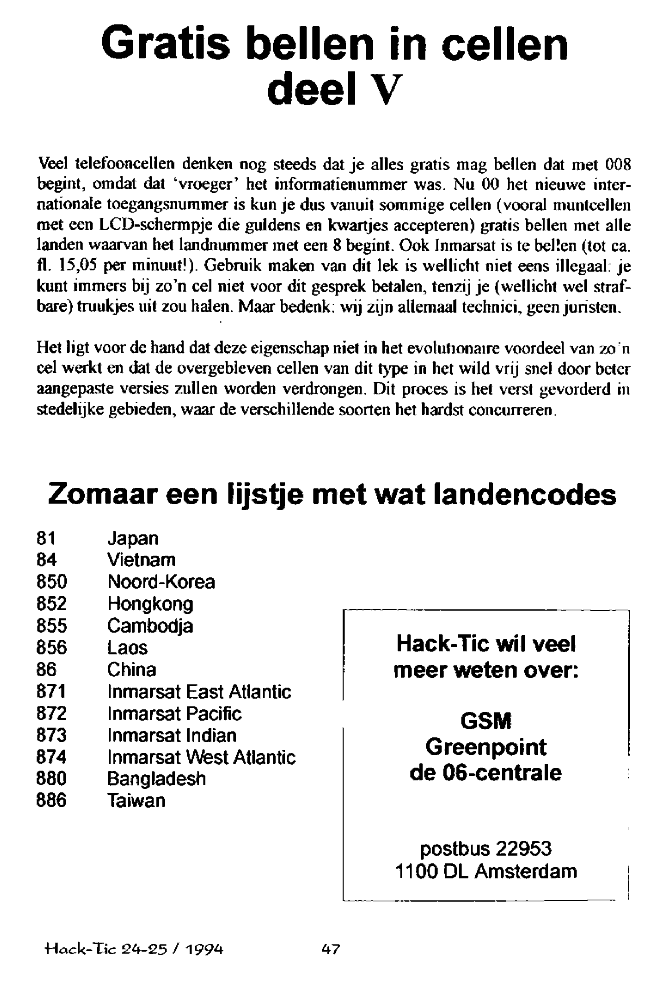 Gratis bellen in cellen
deel V
Veel telefooncellen denken nog steeds dat je alles gratis mag bellen dat met 008
begint, omdat dat ‘vroeger’ het informatienummer was. Nu 00 het nieuwe inter-
nationale toegangsnummer is kun je dus vanuit sommige cellen (vooral muntcellen
met een LCD-schermpje die guldens en kwartjes accepteren) gratis bellen met alle
landen waarvan het landnummer met een 8 begint. Ook Inmarsat is te bellen (tot ca.
fl. 15,05 per minuut!). Gebruik maken van dit lek is wellicht niet eens illegaal: je
kunt immers bij zo'n cel niet voor dit gesprek betalen, tenzij je (wellicht wel straf-
bare) truukjes uit zou halen. Maar bedenk: wij zijn allemaal technici, geen juristen.
Het ligt voor de hand dat deze eigenschap niet in het evolutionaire voordeel van zo'n
cel werkt en dat de overgebleven cellen van dit type in het wild vrij snel door beter
aangepaste versies zullen worden verdrongen. Dit proces is het verst gevorderd in
stedelijke gebieden, waar de verschillende soorten het hardst concurreren.
Zomaar een lijstje met wat landencodes
81 Japan
84 Vietnam
850 Noord-Korea
852 Hongkong
855 Cambodja
856 Laos
86 China
871 Inmarsat East Atlantic
872 Inmarsat Pacific
873 Inmarsat Indian
874 Inmarsat West Atlantic
880 Bangladesh
886 Taiwan
Hack-Tic wil veel
meer weten over:
GSM
Greenpoint
de 06-centrale
postbus 22953
1100 DL Amsterdam
Hack-Tic 24-25 / 1994 47